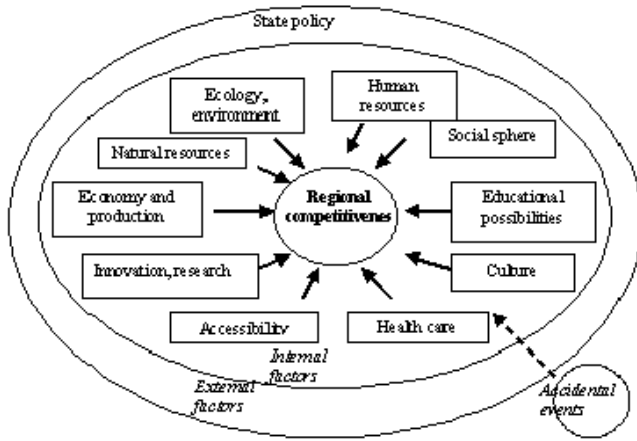 State policy
Ecology,
environment
Human
resources
Social sphere
Natural resources
Economy and
production
Regional
competitivenes
Educational
possibilities
Innovation, research
Culture
Accessibility
Health care
Internal
factors
External
factors
Accidental
events